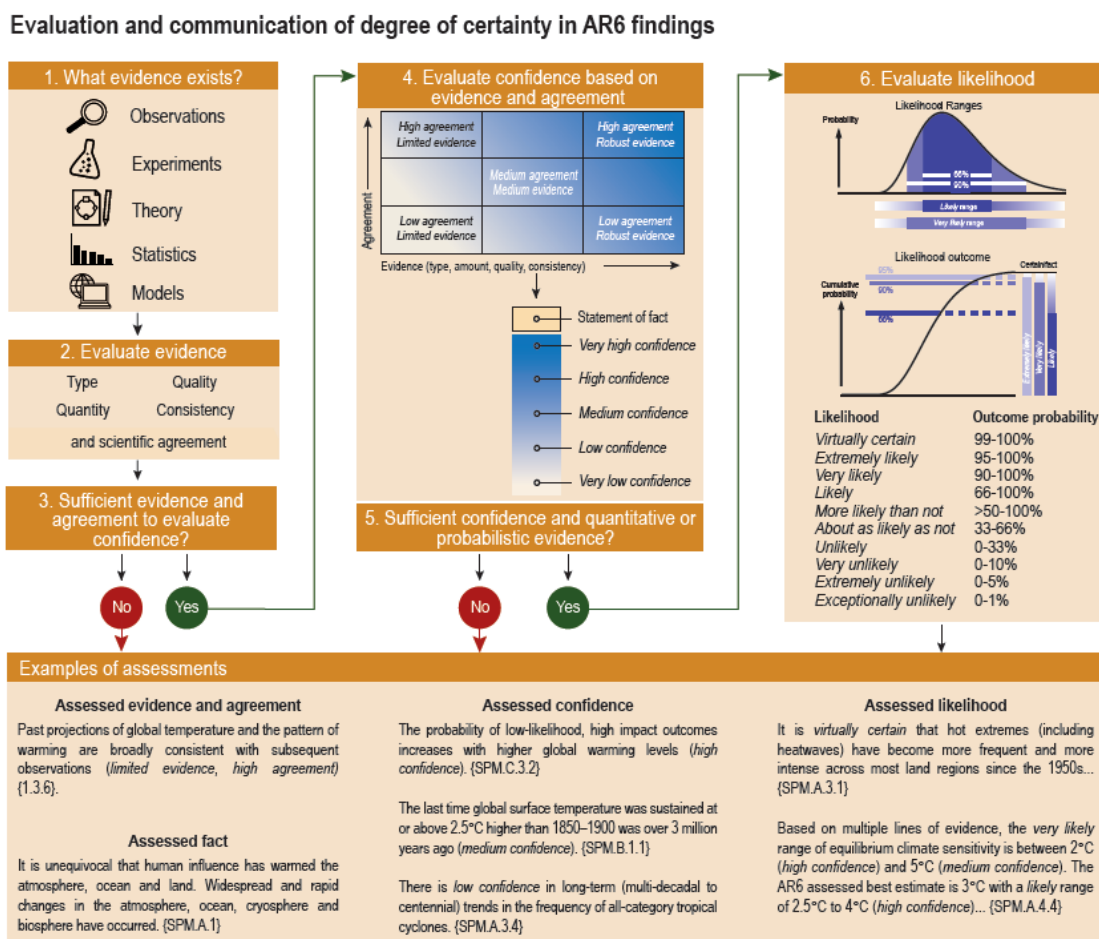 Evaluation and communication of degree of certainty in AR6 findings
1. What evidence exists?
Observations
Experiments
Theory
Statistics
Models
2. Evaluate evidence
Type
Quality
Quantity
Consistency
and scientific agreement
3. Sufficient evidence and
agreement to evaluate
confidence?
No
Yes
4. Evaluate confidence based on
evidence and agreement
Agreement
High agreement
Limited evidence
High agreement
Robust evidence
Medium agreement
Medium evidence
Low agreement
Limited evidence
Low agreement
Robust evidence
Evidence (type, amount, quality, consistency)
Statement of fact
Very high confidence
High confidence
Medium confidence
Low confidence
Very low confidence
5. Sufficient confidence and quantitative or
probabilistic evidence?
No
Yes
6. Evaluate likelihood
Likelihood Ranges
Probability
66%
90%
Likely range
Very likely range
Likelihood outcome
Cumulative
probability
95%
90%
66%
Certain/fact
Extremely likely
Very likely
Likely
Likelihood Outcome probability
Virtually certain 99-100%
Extremely likely 95-100%
Very likely 90-100%
Likely 66-100%
More likely than not >50-100%
About as likely as not 33-66%
Unlikely 0-33%
Very unlikely 0-10%
Extremely unlikely 0-5%
Exceptionally unlikely 0-1%
Examples of assessments
Assessed evidence and agreement
Past projections of global temperature and the pattern of
warming are broadly consistent with subsequent
observations (limited evidence, high agreement)
{1.3.6}.
Assessed fact
It is unequivocal that human influence has warmed the
atmosphere, ocean and land. Widespread and rapid
changes in the atmosphere, ocean, cryosphere and
biosphere have occurred. {SPM.A.1}
Assessed confidence
The probability of low-likelihood, high impact outcomes
increases with higher global warming levels (high
confidence). {SPM.C.3.2}
The last time global surface temperature was sustained at
or above 2.5°C higher than 1850–1900 was over 3 million
years ago (medium confidence). {SPM.B.1.1}
There is low confidence in long-term (multi-decadal to
centennial) trends in the frequency of all-category tropical
cyclones. {SPM.A.3.4}
Assessed likelihood
It is virtually certain that hot extremes (including
heatwaves) have become more frequent and more
intense across most land regions since the 1950s...
{SPM.A.3.1}
Based on multiple lines of evidence, the very likely
range of equilibrium climate sensitivity is between 2°C
(high confidence) and 5°C (medium confidence). The
AR6 assessed best estimate is 3°C with a likely range
of 2.5°C to 4°C (high confidence)... {SPM.A.4.4}